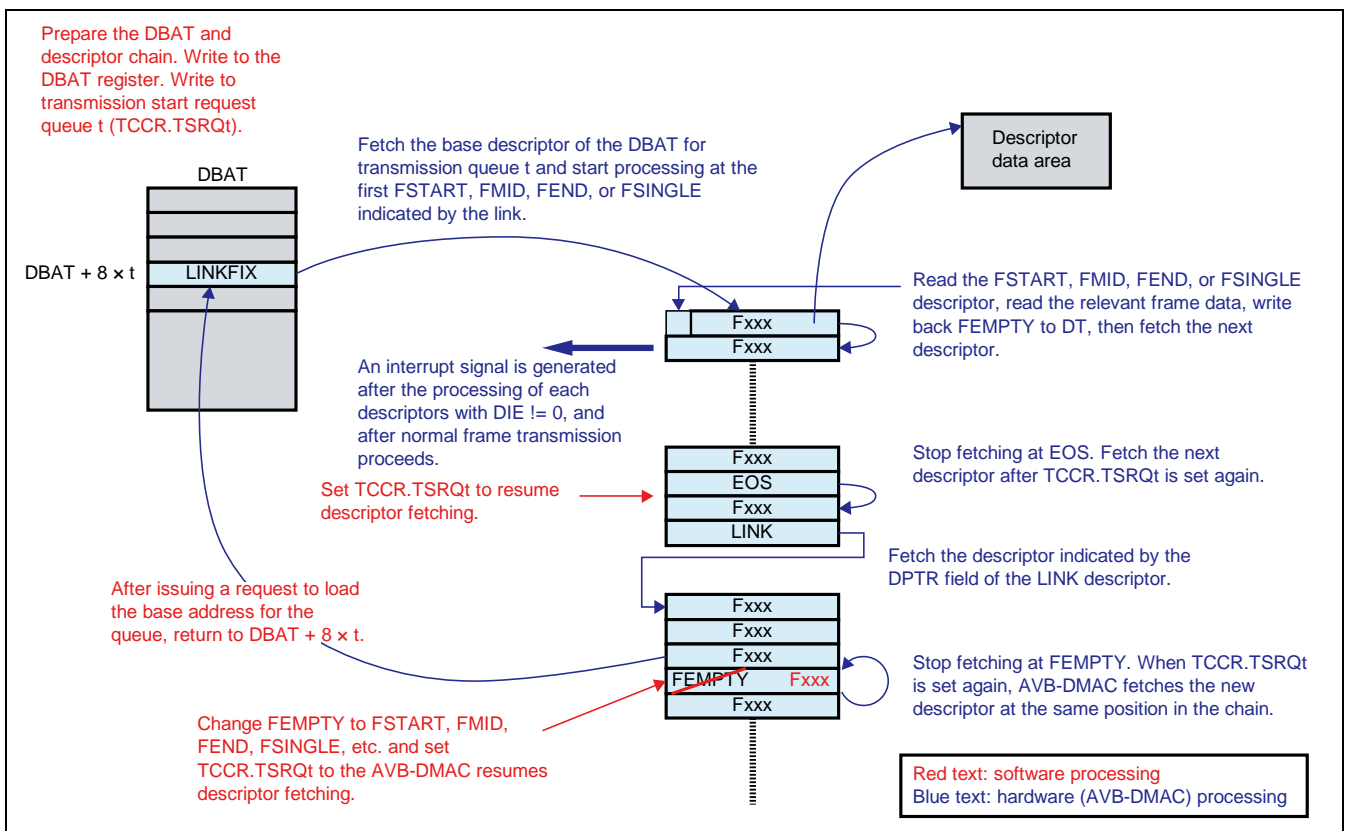 Prepare the DBAT and
descriptor chain. Write to the
DBAT register. Write to
transmission start request
queue t (TCCR.TSRQt).
Fetch the base descriptor of the DBAT for
transmission queue t and start processing at the
first FSTART, FMID, FEND, or FSINGLE
indicated by the link.
Descriptor
data area
DBAT
DBAT + 8 × t
LINKFIX
Read the FSTART, FMID, FEND, or FSINGLE
descriptor, read the relevant frame data, write
back FEMPTY to DT, then fetch the next
descriptor.
Fxxx
Fxxx
An interrupt signal is generated
after the processing of each
descriptors with DIE != 0, and
after normal frame transmission
proceeds.
Fxxx
EOS
Fxxx
LINK
Stop fetching at EOS. Fetch the next
descriptor after TCCR.TSRQt is set again.
Set TCCR.TSRQt to resume
descriptor fetching.
Fetch the descriptor indicated by the
DPTR field of the LINK descriptor.
After issuing a request to load
the base address for the
queue, return to DBAT + 8 × t.
Fxxx
Fxxx
Fxxx
FEMPTY Fxxx
Fxxx
Stop fetching at FEMPTY. When TCCR.TSRQt
is set again, AVB-DMAC fetches the new
descriptor at the same position in the chain.
Change FEMPTY to FSTART, FMID,
FEND, FSINGLE, etc. and set
TCCR.TSRQt to the AVB-DMAC resumes
descriptor fetching.
Red text: software processing
Blue text: hardware (AVB-DMAC) processing